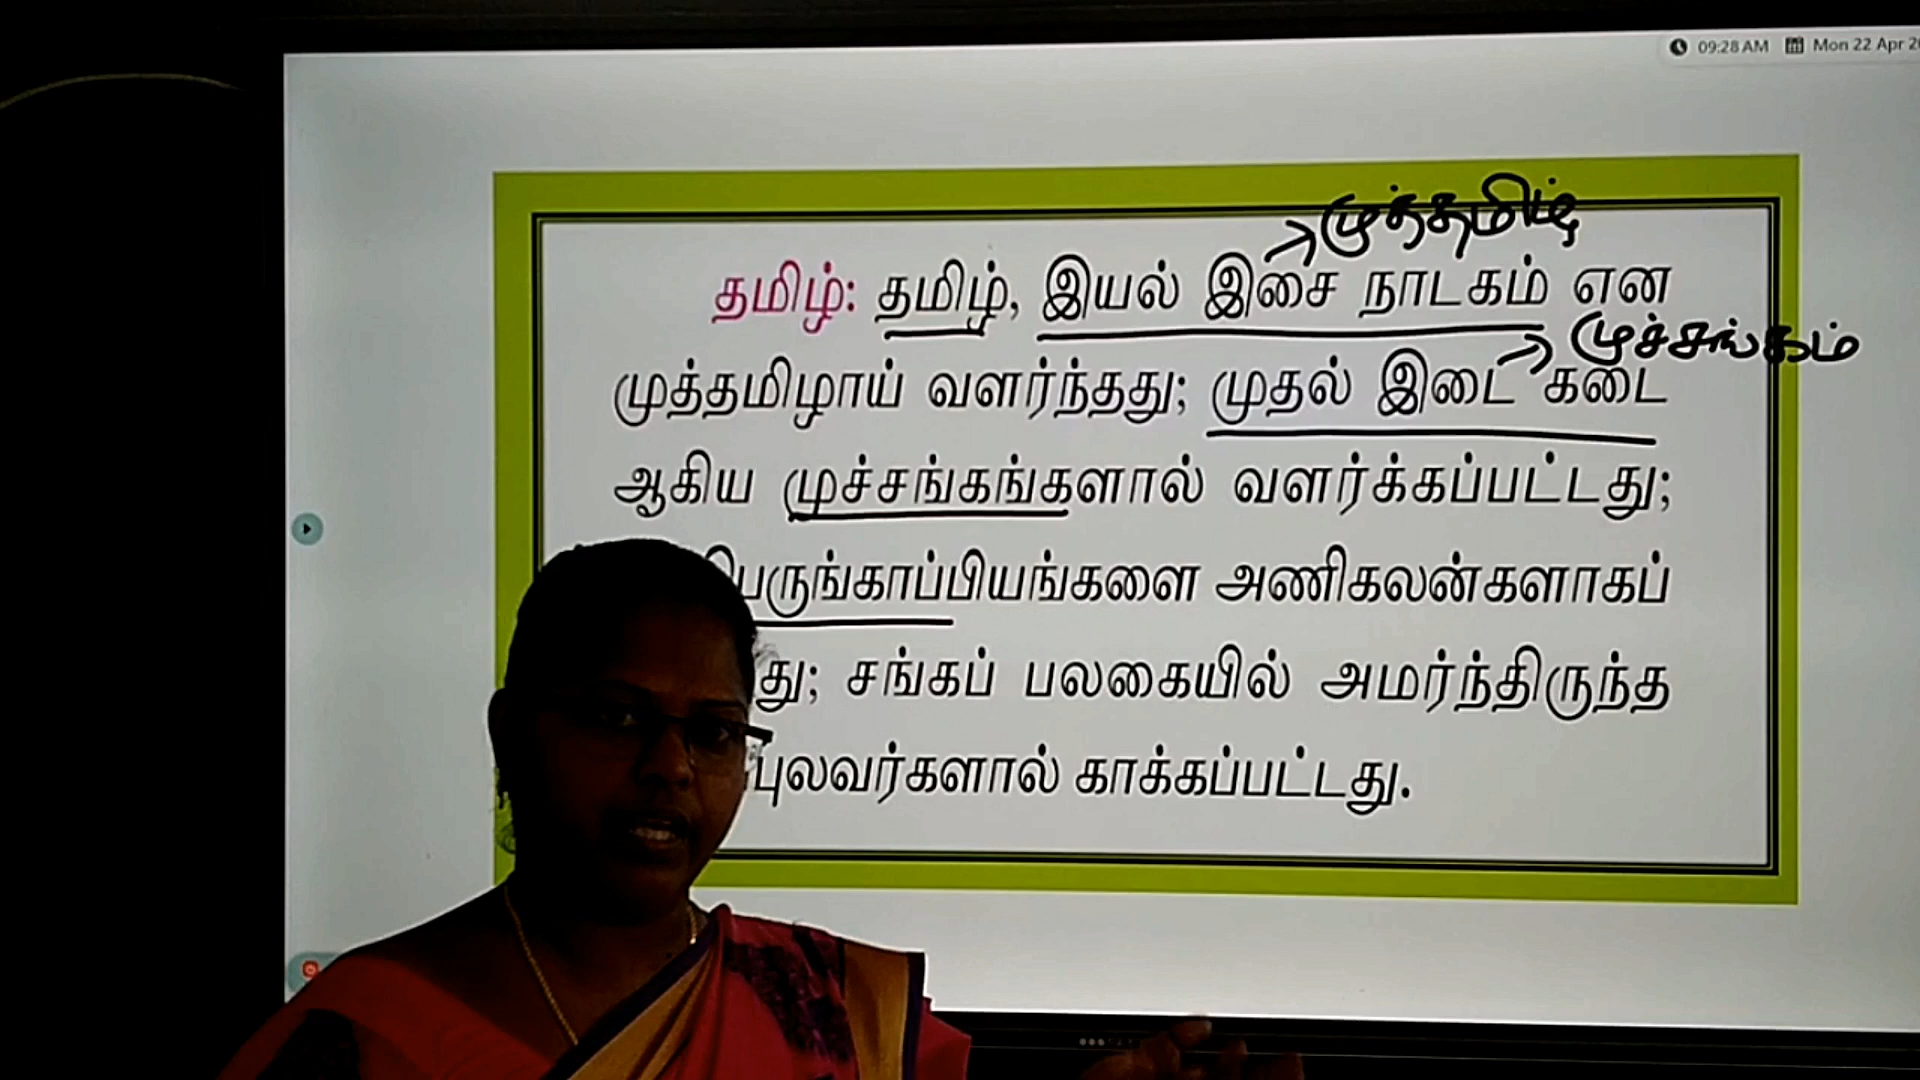 09:28 AM Mon 22 Apr
முத்தமிழ்
தமிழ்: தமிழ், இயல் இசை நாடகம் என
முச்சங்கம்
முத்தமிழாய் வளர்ந்தது; முதல் இடை கடை
ஆகிய முச்சங்கங்களால் வளர்க்கப்பட்டது;
பெருங்காப்பியங்களை அணிகலன்களாகப்
து; சங்கப் பலகையில் அமர்ந்திருந்த
புலவர்களால் காக்கப்பட்டது.